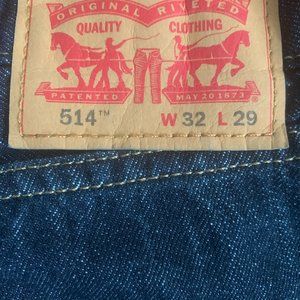 ORIGINAL RIVETED
QUALITY CLOTHING
PATENTED MAY 20 1873
514™ W 32 L 29